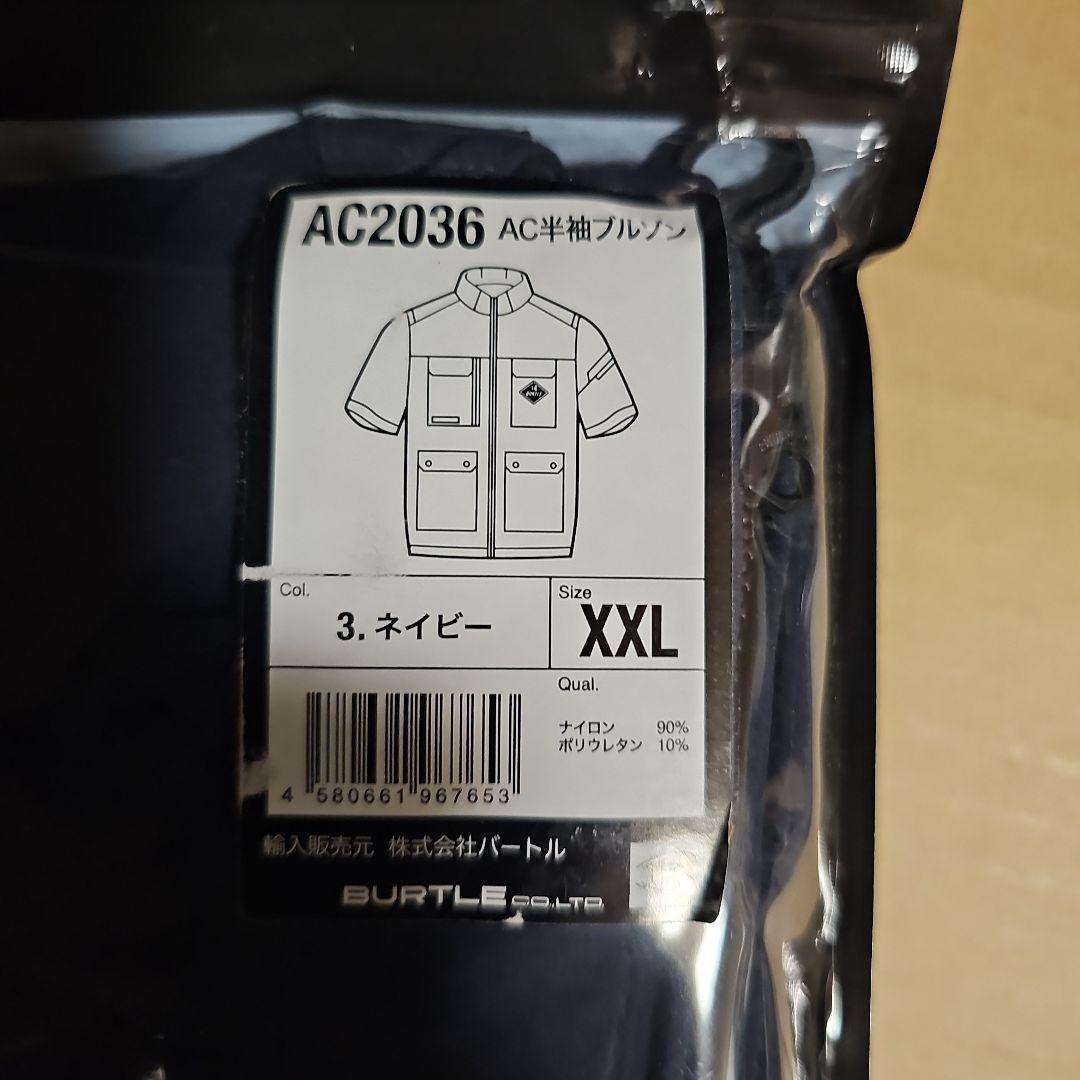 AC2036 AC半袖ブルゾン
BURTLE
Col.
3. ネイビー
Size
XXL
Qual.
ナイロン 90%
ポリウレタン 10%
4 580661 967653
輸入販売元 株式会社バートル
BURTLE CO.,LTD.